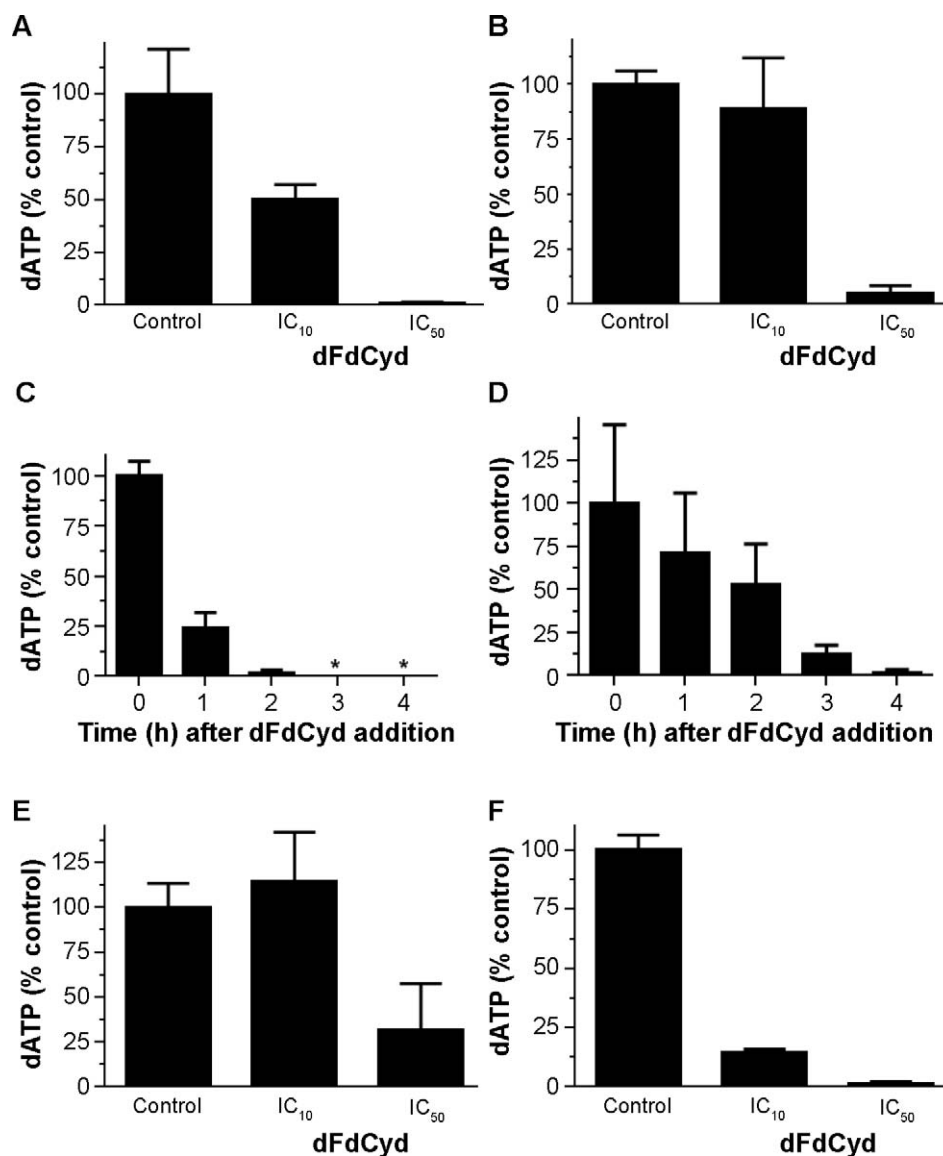 A
dATP (% control)
100
75
50
25
0
Control IC₁₀ IC₅₀
dFdCyd
B
dATP (% control)
100
75
50
25
0
Control IC₁₀ IC₅₀
dFdCyd
C
dATP (% control)
100
75
50
25
0
* *
0 1 2 3 4
Time (h) after dFdCyd addition
D
dATP (% control)
125
100
75
50
25
0
0 1 2 3 4
Time (h) after dFdCyd addition
E
dATP (% control)
125
100
75
50
25
0
Control IC₁₀ IC₅₀
dFdCyd
F
dATP (% control)
100
75
50
25
0
Control IC₁₀ IC₅₀
dFdCyd